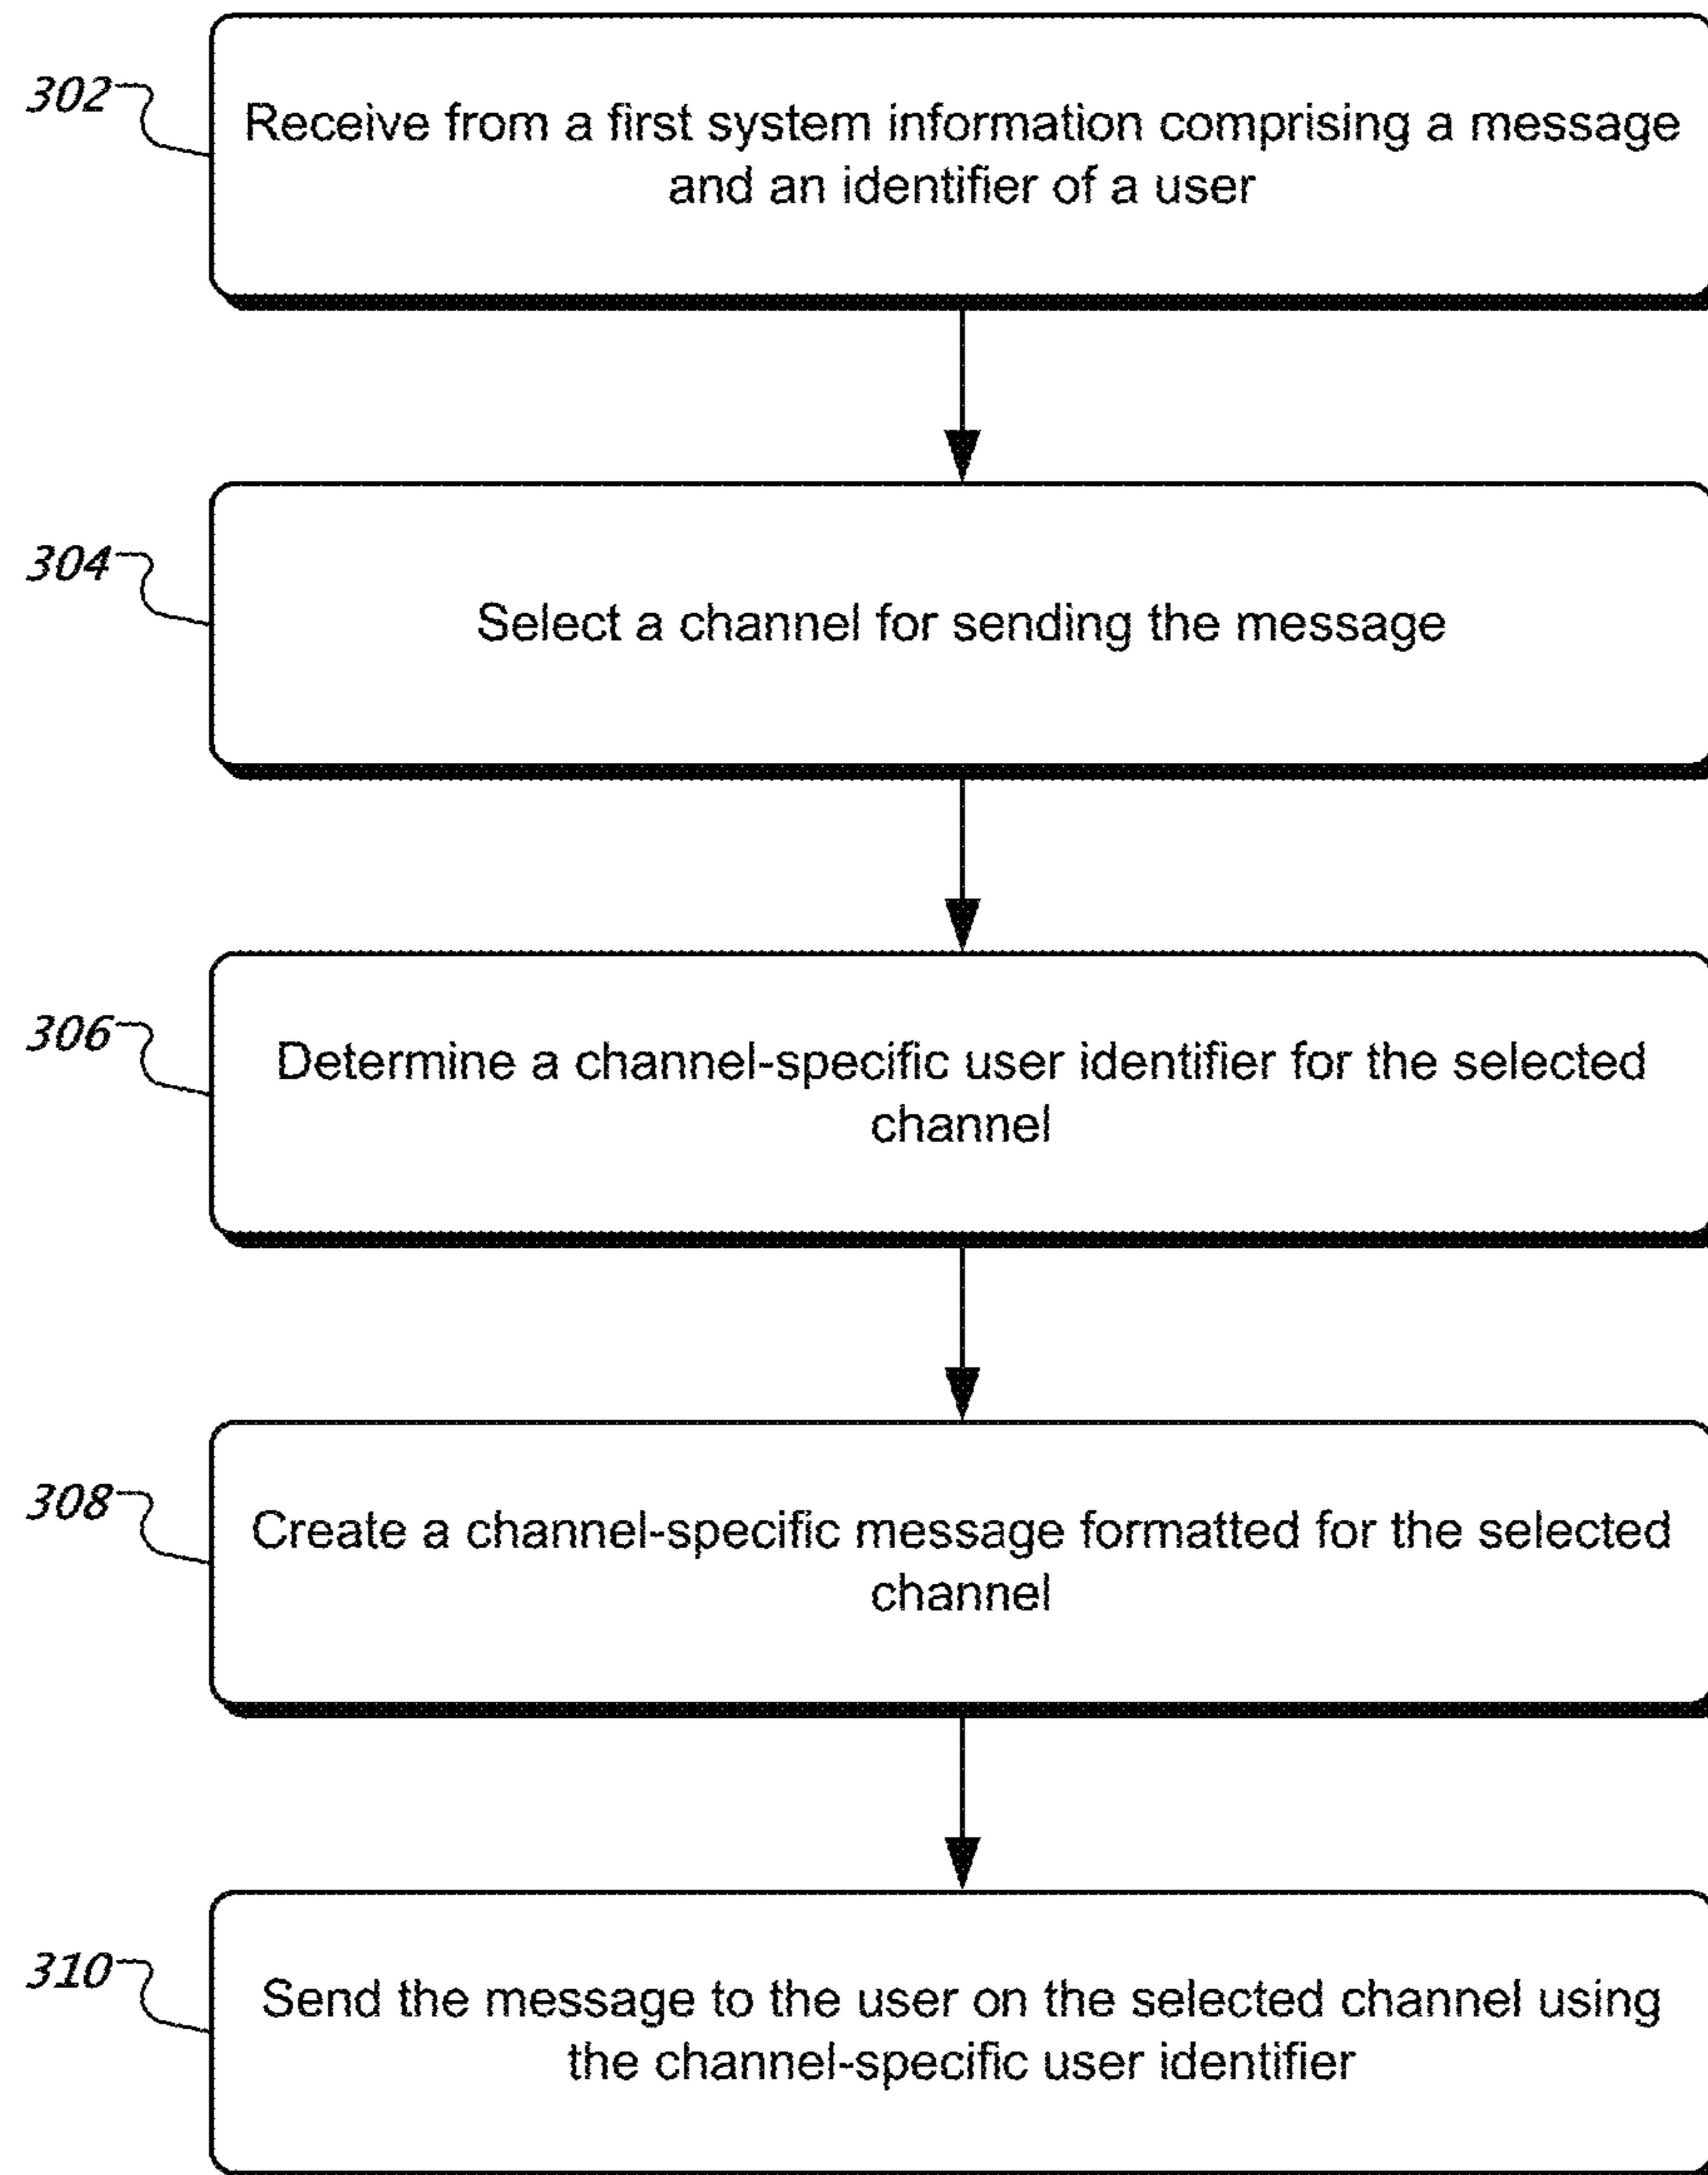 302
Receive from a first system information comprising a message
and an identifier of a user
304
Select a channel for sending the message
306
Determine a channel-specific user identifier for the selected
channel
308
Create a channel-specific message formatted for the selected
channel
310
Send the message to the user on the selected channel using
the channel-specific user identifier